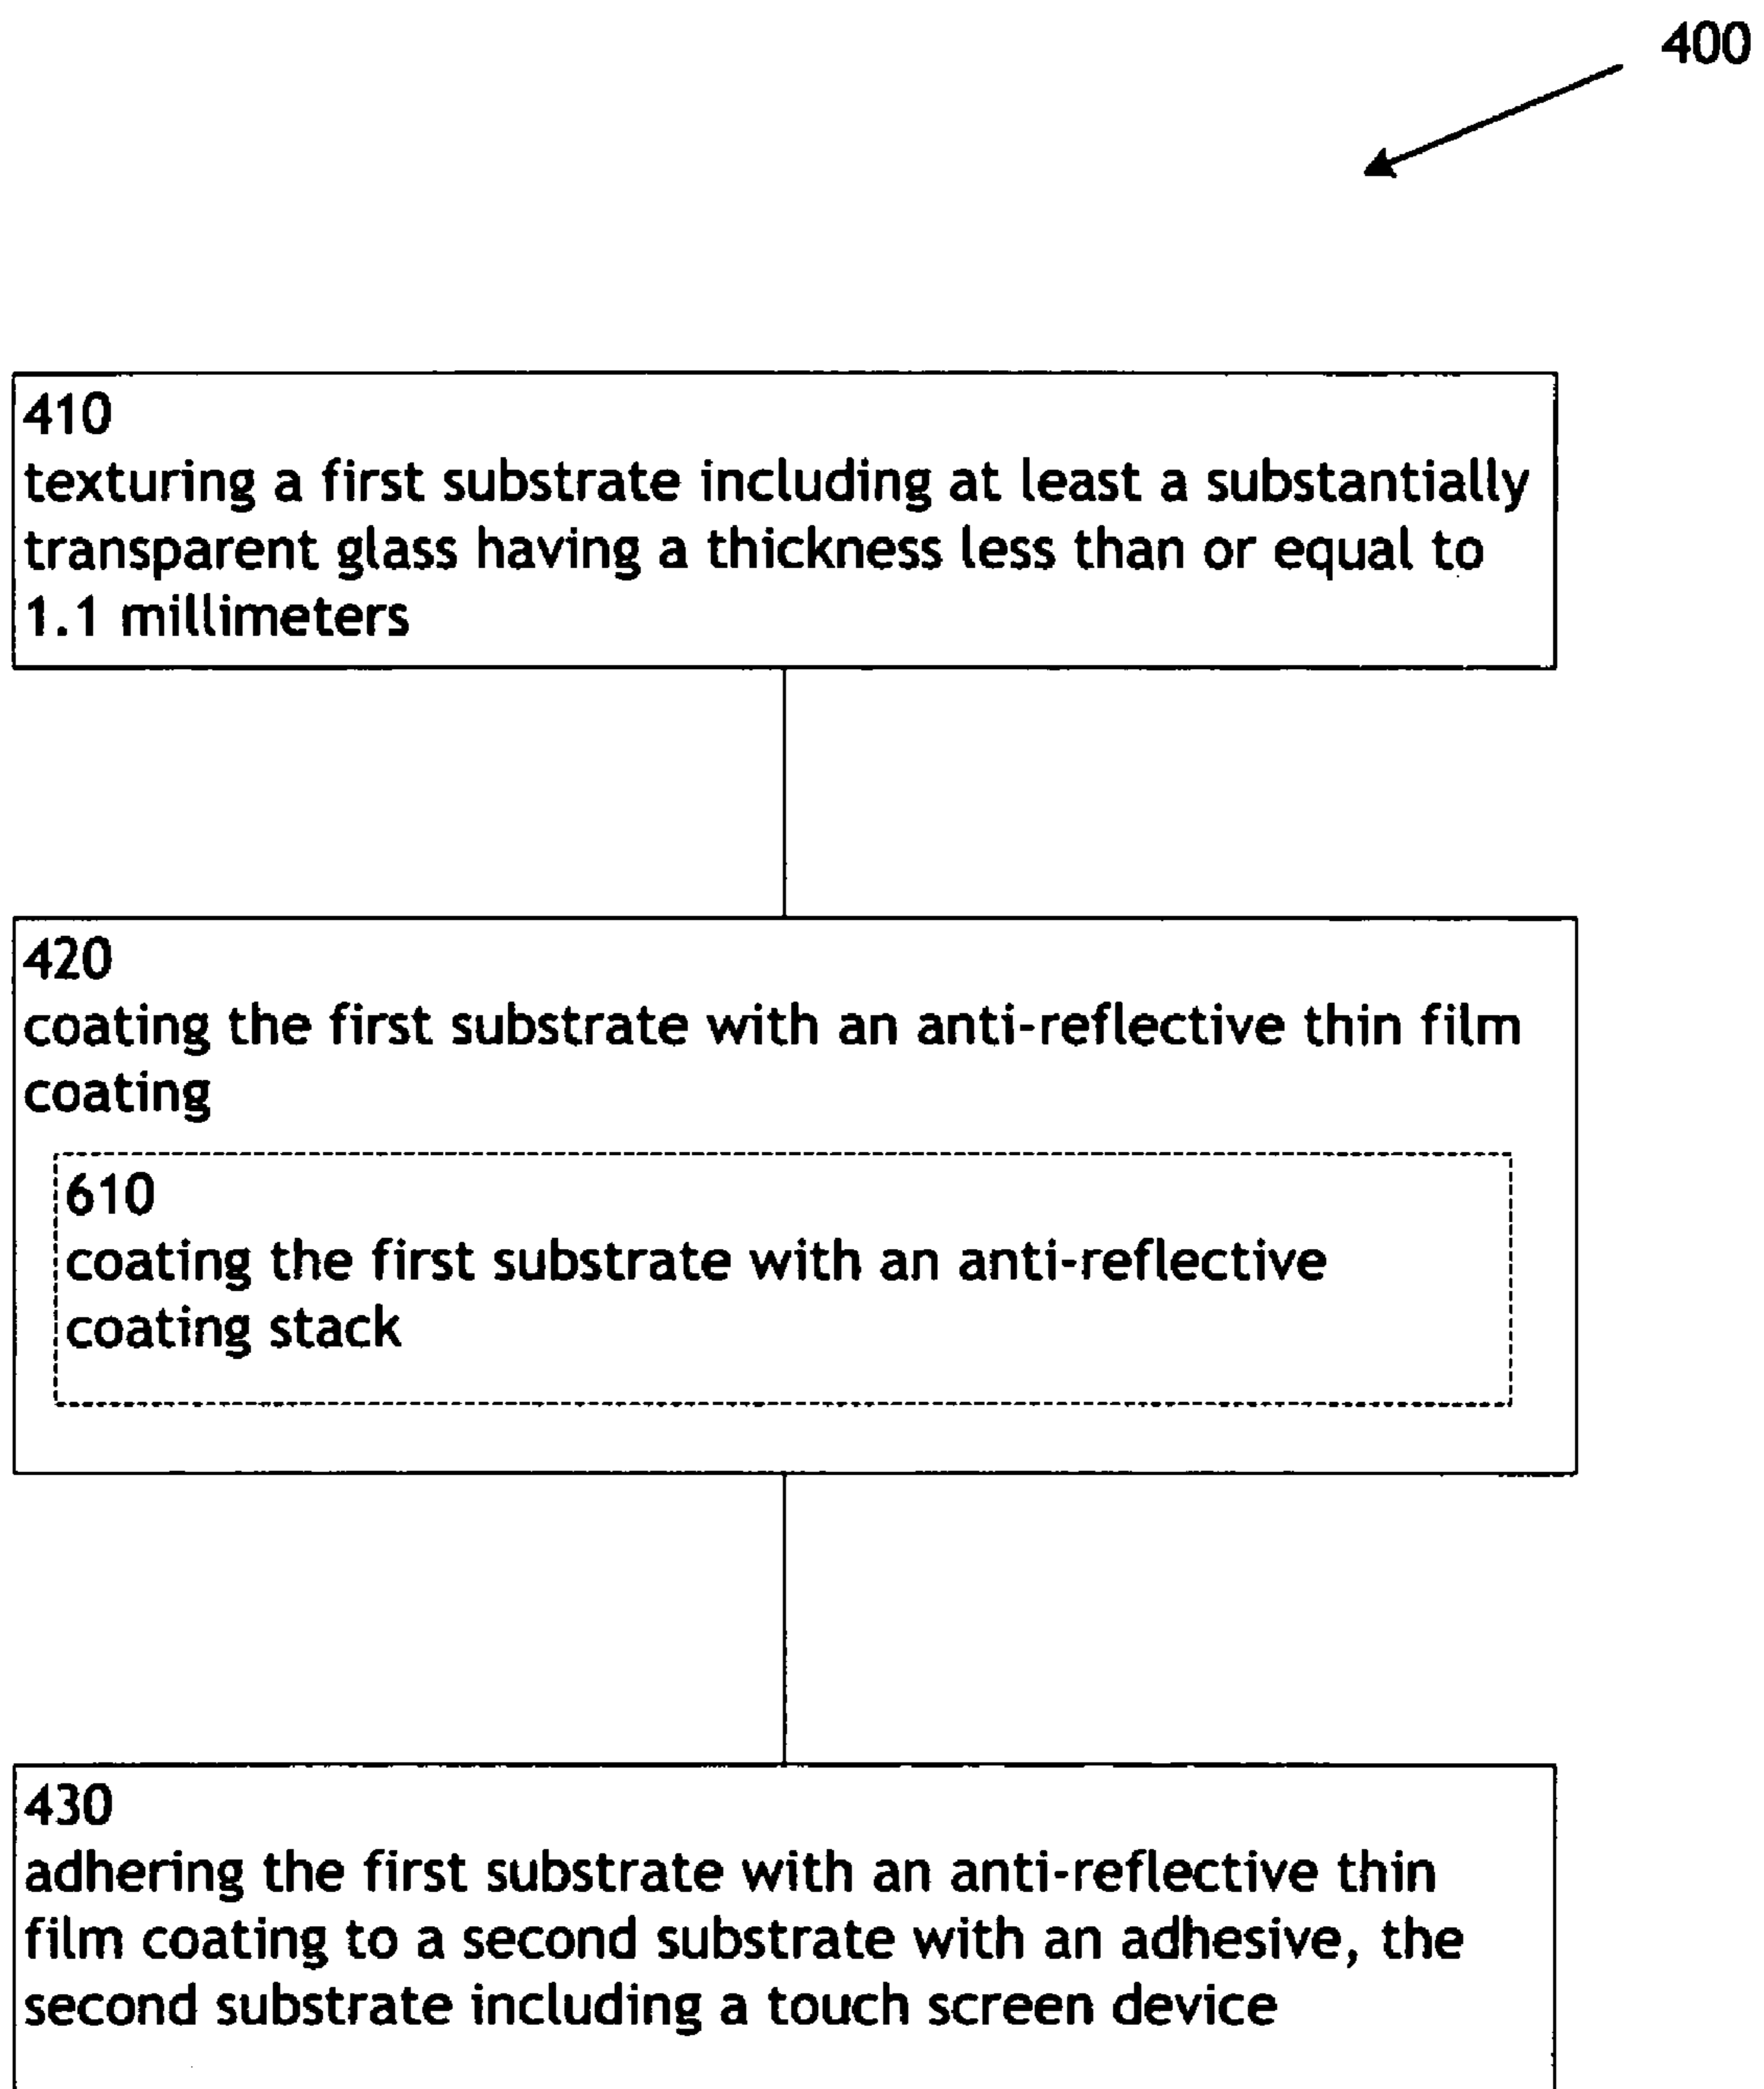 400
410
texturing a first substrate including at least a substantially
transparent glass having a thickness less than or equal to
1.1 millimeters
420
coating the first substrate with an anti-reflective thin film
coating
610
coating the first substrate with an anti-reflective
coating stack
430
adhering the first substrate with an anti-reflective thin
film coating to a second substrate with an adhesive, the
second substrate including a touch screen device